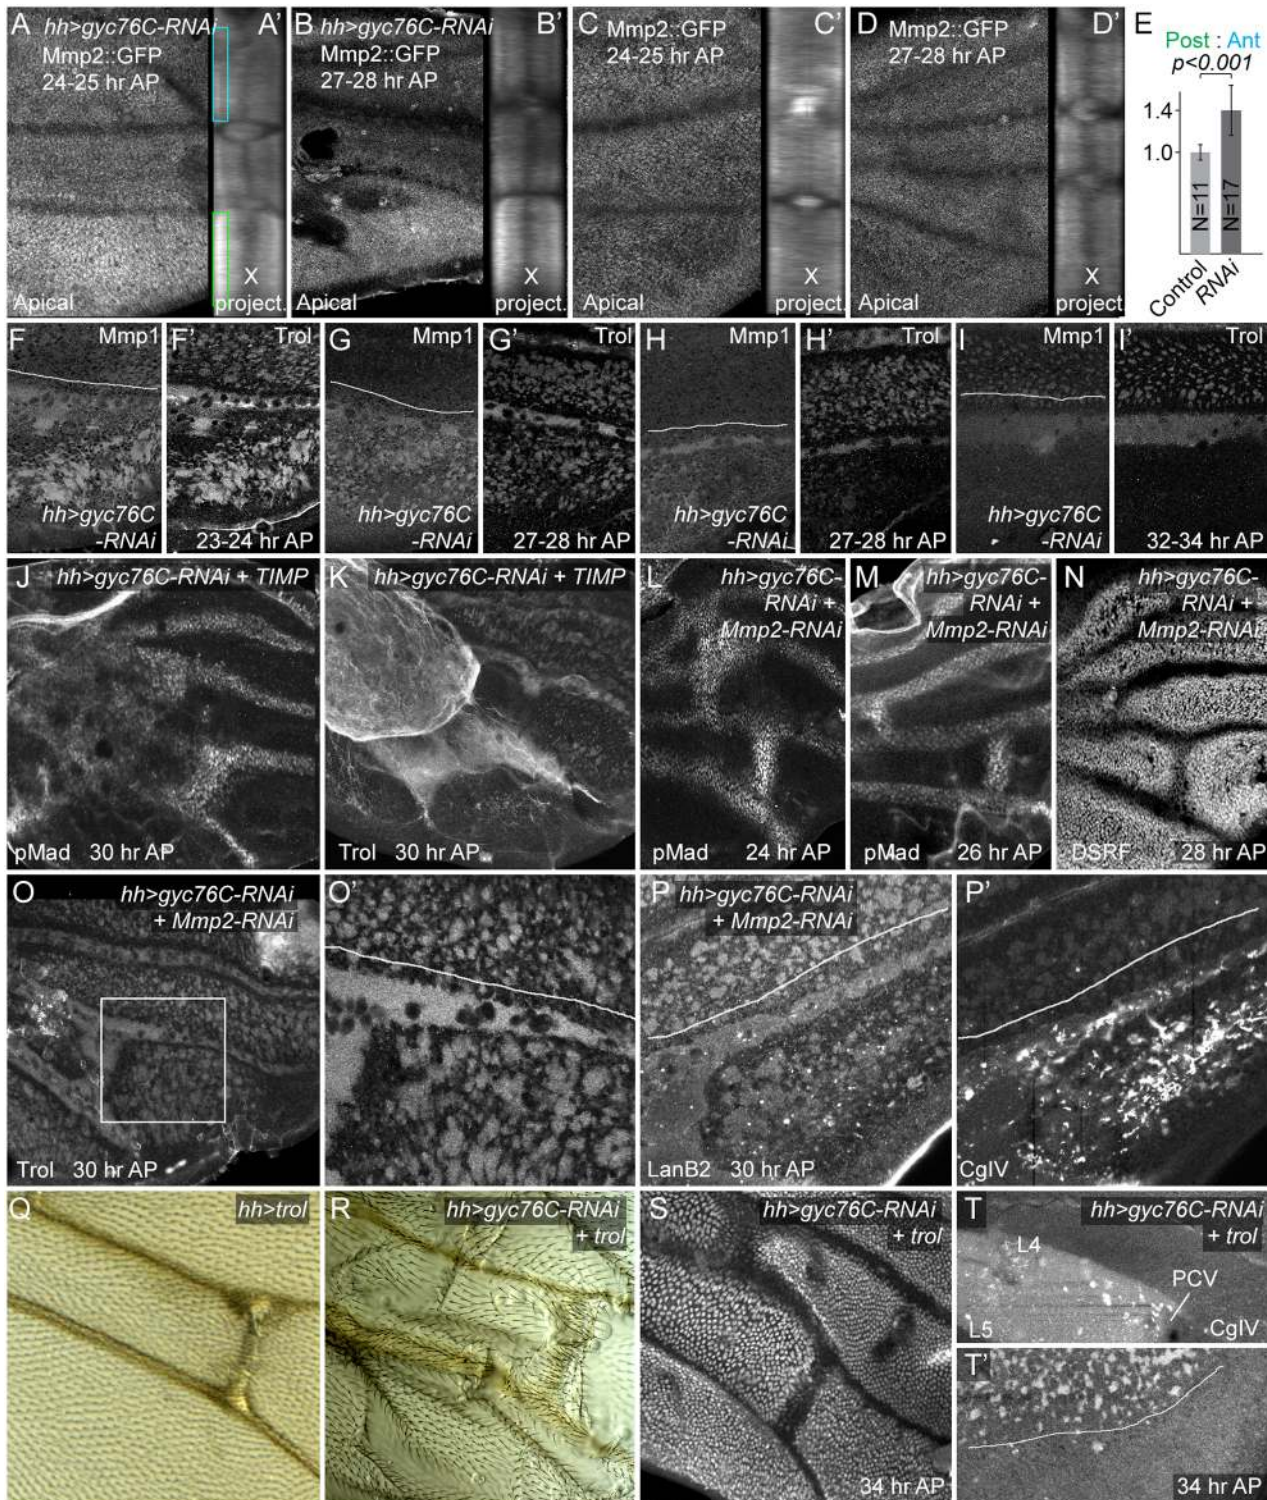 A hh>gyc76C-RNAi A'
Mmp2::GFP
24-25 hr AP
Apical
X
project.
B hh>gyc76C-RNAi B'
Mmp2::GFP
27-28 hr AP
Apical
X
project.
C C'
Mmp2::GFP
24-25 hr AP
Apical
X
project.
D D'
Mmp2::GFP
27-28 hr AP
Apical
X
project.
E
Post : Ant
p<0.001
1.4
1.0
N=11
N=17
Control
RNAi
F Mmp1
hh>gyc76C
-RNAi
F' Trol
23-24 hr AP
G Mmp1
hh>gyc76C
-RNAi
G' Trol
27-28 hr AP
H Mmp1
hh>gyc76C
-RNAi
H' Trol
27-28 hr AP
I Mmp1
hh>gyc76C
-RNAi
I' Trol
32-34 hr AP
J hh>gyc76C-RNAi + TIMP
pMad 30 hr AP
K hh>gyc76C-RNAi + TIMP
Trol 30 hr AP
L hh>gyc76C-
RNAi +
Mmp2-RNAi
pMad 24 hr AP
M hh>gyc76C-
RNAi +
Mmp2-RNAi
pMad 26 hr AP
N hh>gyc76C-
RNAi +
Mmp2-RNAi
DSRF 28 hr AP
O hh>gyc76C-RNAi
+ Mmp2-RNAi
Trol 30 hr AP
O'
P hh>gyc76C-RNAi
+ Mmp2-RNAi
LanB2 30 hr AP
P'
CgIV
Q hh>trol
R hh>gyc76C-RNAi
+ trol
S hh>gyc76C-RNAi
+ trol
34 hr AP
T hh>gyc76C-RNAi
+ trol
L4
PCV
L5
CgIV
T'
34 hr AP